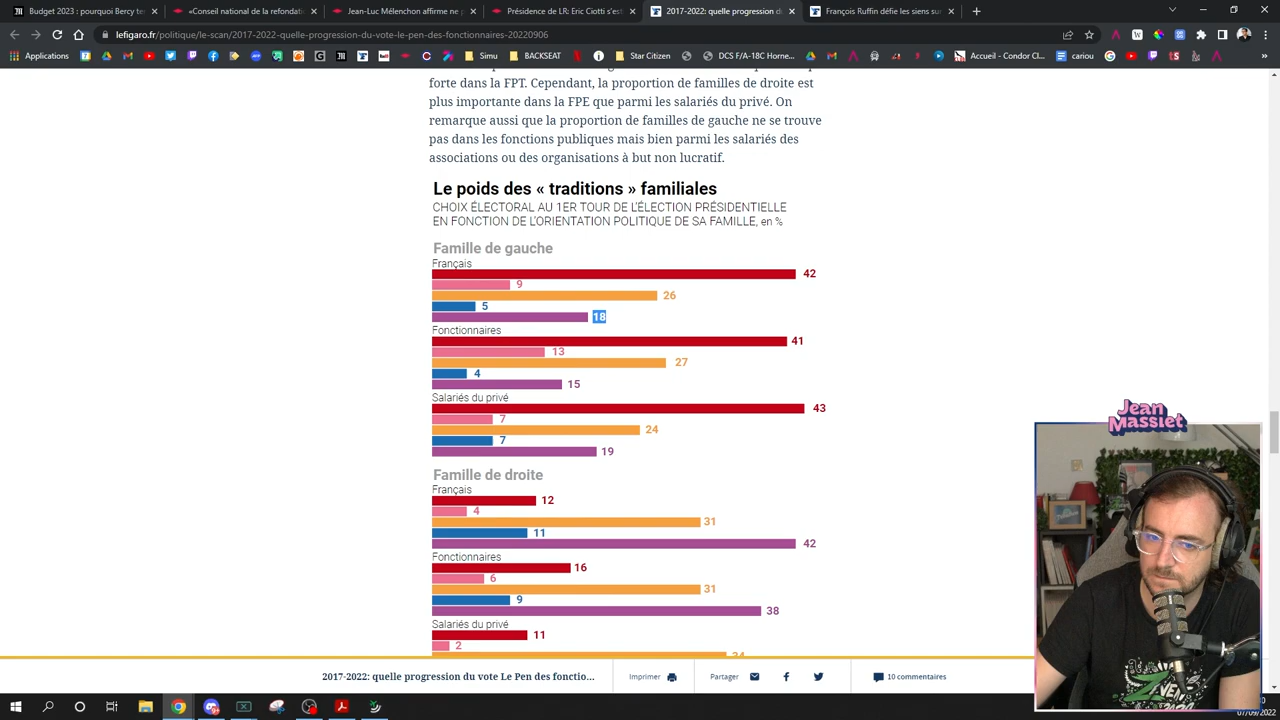 Budget 2023 : pourquoi Bercy te
«Conseil national de la refondati
Jean-Luc Mélenchon affirme ne
Présidence de LR: Eric Ciotti s'es
2017-2022: quelle progression du
François Ruffin défie les siens su
lefigaro.fr/politique/le-scan/2017-2022-quelle-progression-du-vote-le-pen-des-fonctionnaires-20220906
Applications
Simu
BACKSEAT
Star Citizen
DCS F/A-18C Horne...
Accueil - Condor Cl...
cariou
forte dans la FPT. Cependant, la proportion de familles de droite est
plus importante dans la FPE que parmi les salariés du privé. On
remarque aussi que la proportion de familles de gauche ne se trouve
pas dans les fonctions publiques mais bien parmi les salariés des
associations ou des organisations à but non lucratif.
Le poids des « traditions » familiales
CHOIX ÉLECTORAL AU 1ER TOUR DE L'ÉLECTION PRÉSIDENTIELLE
EN FONCTION DE L'ORIENTATION POLITIQUE DE SA FAMILLE, en %
Famille de gauche
Français
42
9
26
5
18
Fonctionnaires
41
13
27
4
15
Salariés du privé
43
7
24
7
19
Famille de droite
Français
12
4
31
11
42
Fonctionnaires
16
6
31
9
38
Salariés du privé
11
2
34
Jean
Massiet
2017-2022: quelle progression du vote Le Pen des fonctio...
Imprimer
Partager
10 commentaires
07/09/2022